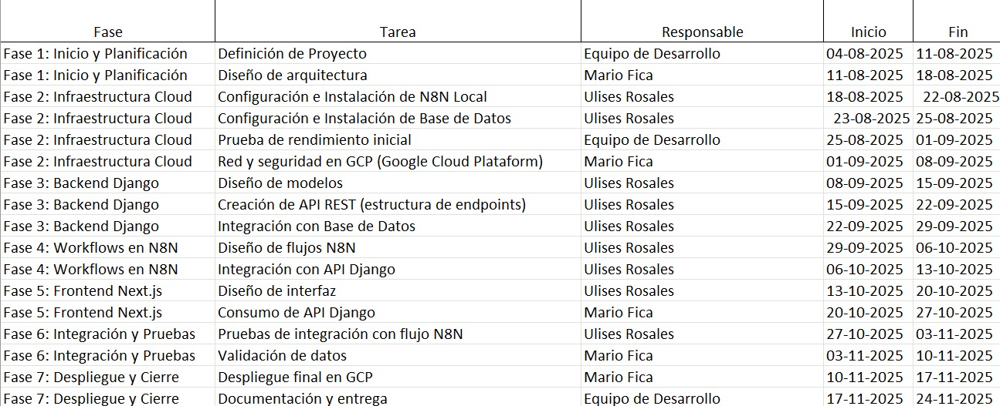 Fase Tarea Responsable Inicio Fin
Fase 1: Inicio y Planificación Definición de Proyecto Equipo de Desarrollo 04-08-2025 11-08-2025
Fase 1: Inicio y Planificación Diseño de arquitectura Mario Fica 11-08-2025 18-08-2025
Fase 2: Infraestructura Cloud Configuración e Instalación de N8N Local Ulises Rosales 18-08-2025 22-08-2025
Fase 2: Infraestructura Cloud Configuración e Instalación de Base de Datos Ulises Rosales 23-08-2025 25-08-2025
Fase 2: Infraestructura Cloud Prueba de rendimiento inicial Equipo de Desarrollo 25-08-2025 01-09-2025
Fase 2: Infraestructura Cloud Red y seguridad en GCP (Google Cloud Plataform) Mario Fica 01-09-2025 08-09-2025
Fase 3: Backend Django Diseño de modelos Ulises Rosales 08-09-2025 15-09-2025
Fase 3: Backend Django Creación de API REST (estructura de endpoints) Ulises Rosales 15-09-2025 22-09-2025
Fase 3: Backend Django Integración con Base de Datos Ulises Rosales 22-09-2025 29-09-2025
Fase 4: Workflows en N8N Diseño de flujos N8N Ulises Rosales 29-09-2025 06-10-2025
Fase 4: Workflows en N8N Integración con API Django Ulises Rosales 06-10-2025 13-10-2025
Fase 5: Frontend Next.js Diseño de interfaz Ulises Rosales 13-10-2025 20-10-2025
Fase 5: Frontend Next.js Consumo de API Django Mario Fica 20-10-2025 27-10-2025
Fase 6: Integración y Pruebas Pruebas de integración con flujo N8N Ulises Rosales 27-10-2025 03-11-2025
Fase 6: Integración y Pruebas Validación de datos Mario Fica 03-11-2025 10-11-2025
Fase 7: Despliegue y Cierre Despliegue final en GCP Mario Fica 10-11-2025 17-11-2025
Fase 7: Despliegue y Cierre Documentación y entrega Equipo de Desarrollo 17-11-2025 24-11-2025